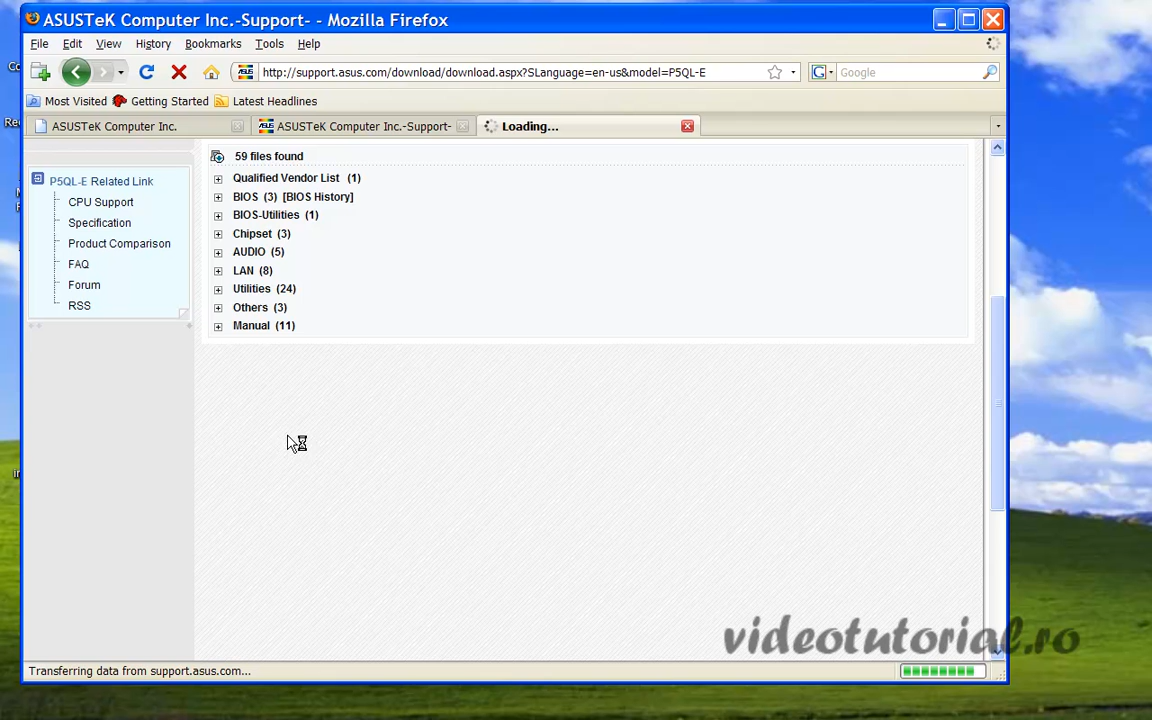 ASUSTeK Computer Inc.-Support- - Mozilla Firefox
File Edit View History Bookmarks Tools Help
http://support.asus.com/download/download.aspx?SLanguage=en-us&model=P5QL-E
G Google
Most Visited Getting Started Latest Headlines
ASUSTeK Computer Inc. ASUSTeK Computer Inc.-Support- Loading...
59 files found
Qualified Vendor List (1)
BIOS (3) [BIOS History]
BIOS-Utilities (1)
Chipset (3)
AUDIO (5)
LAN (8)
Utilities (24)
Others (3)
Manual (11)
P5QL-E Related Link
CPU Support
Specification
Product Comparison
FAQ
Forum
RSS
videotutorial.ro
Transferring data from support.asus.com...